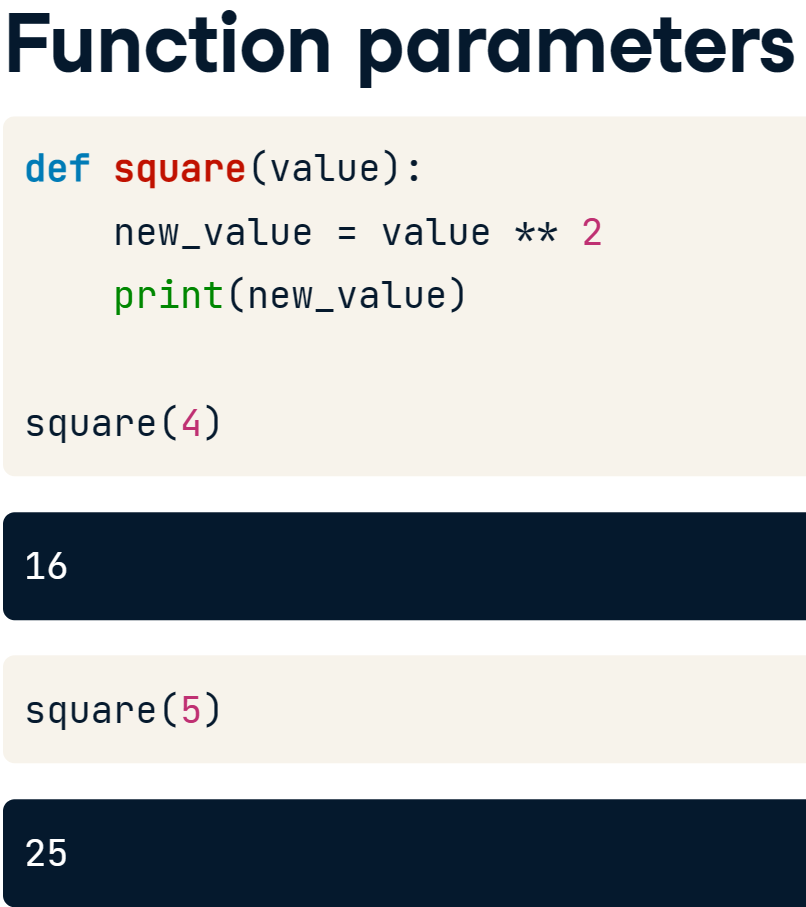 Function parameters
def square(value):
    new_value = value ** 2
    print(new_value)
square(4)
16
square(5)
25